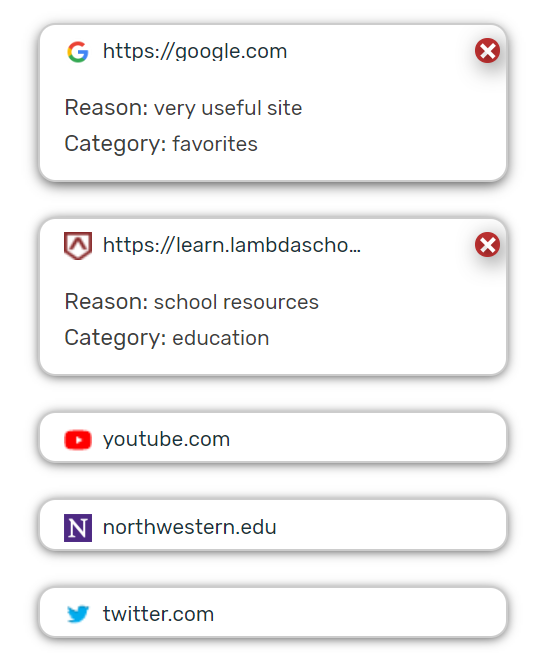 https://google.com
Reason: very useful site
Category: favorites
https://learn.lambdascho...
Reason: school resources
Category: education
youtube.com
N northwestern.edu
twitter.com